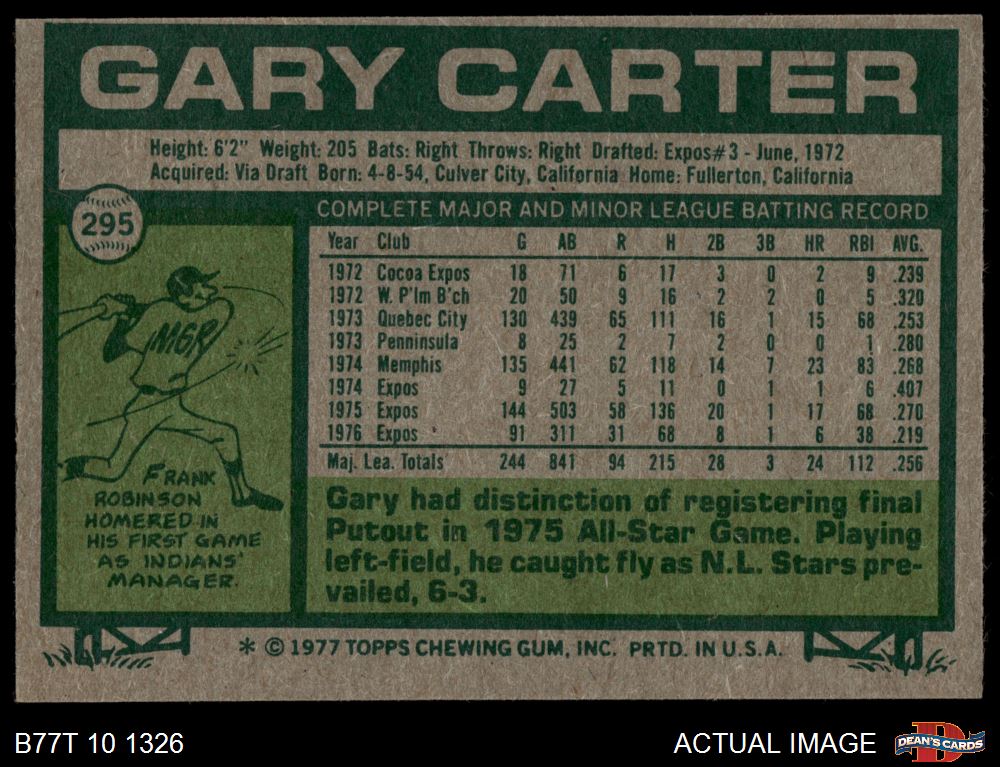 GARY CARTER
Height: 6'2" Weight: 205 Bats: Right Throws: Right Drafted: Expos#3 - June, 1972
Acquired: Via Draft Born: 4-8-54, Culver City, California Home: Fullerton, California
295
COMPLETE MAJOR AND MINOR LEAGUE BATTING RECORD
Year Club G AB R H 2B 3B HR RBI AVG.
1972 Cocoa Expos 18 71 6 17 3 0 2 9 .239
1972 W. P'lm B'ch 20 50 9 16 2 2 0 5 .320
1973 Quebec City 130 439 65 111 16 1 15 68 .253
1973 Penninsula 8 25 2 7 2 0 0 1 .280
1974 Memphis 135 441 62 118 14 7 23 83 .268
1974 Expos 9 27 5 11 0 1 1 6 .407
1975 Expos 144 503 58 136 20 1 17 68 .270
1976 Expos 91 311 31 68 8 1 6 38 .219
Maj. Lea. Totals 244 841 94 215 28 3 24 112 .256
MGR
FRANK
ROBINSON
HOMERED IN
HIS FIRST GAME
AS INDIANS'
MANAGER.
Gary had distinction of registering final
Putout in 1975 All-Star Game. Playing
left-field, he caught fly as N.L. Stars pre-
vailed, 6-3.
* © 1977 TOPPS CHEWING GUM, INC. PRTD. IN U.S.A.
B77T 10 1326
ACTUAL IMAGE
D
DEAN'S CARDS